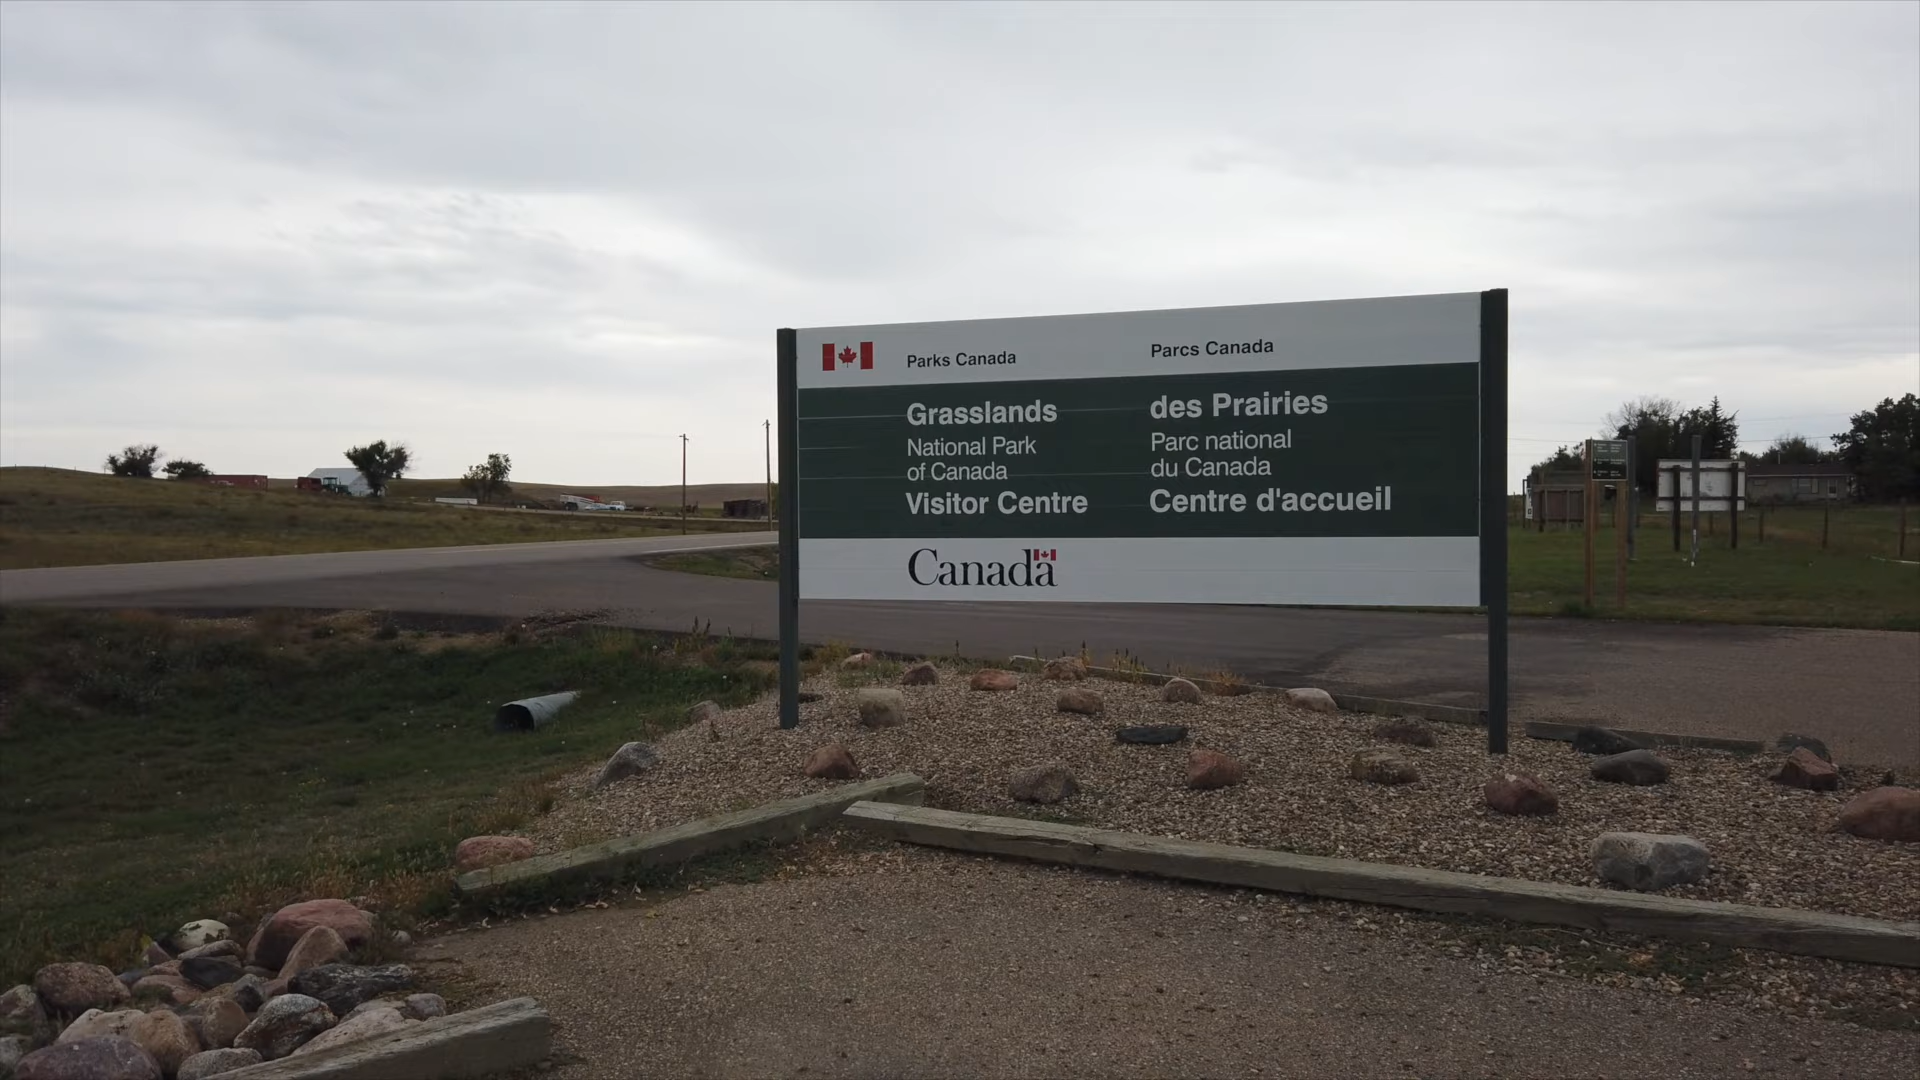 Parks Canada
Grasslands
National Park
of Canada
Visitor Centre
Parcs Canada
des Prairies
Parc national
du Canada
Centre d'accueil
Canada